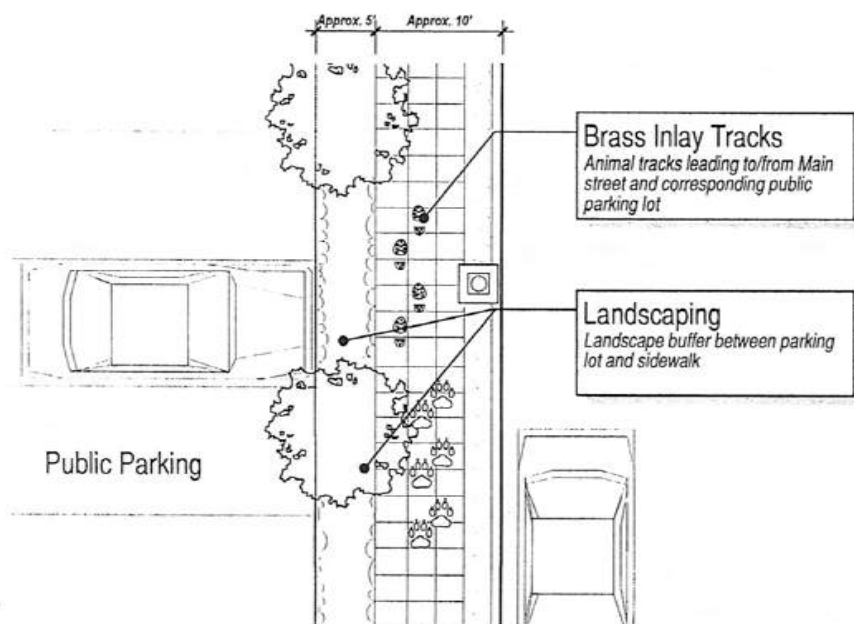 Approx. 5' Approx. 10'
Brass Inlay Tracks
Animal tracks leading to/from Main
street and corresponding public
parking lot
Landscaping
Landscape buffer between parking
lot and sidewalk
Public Parking